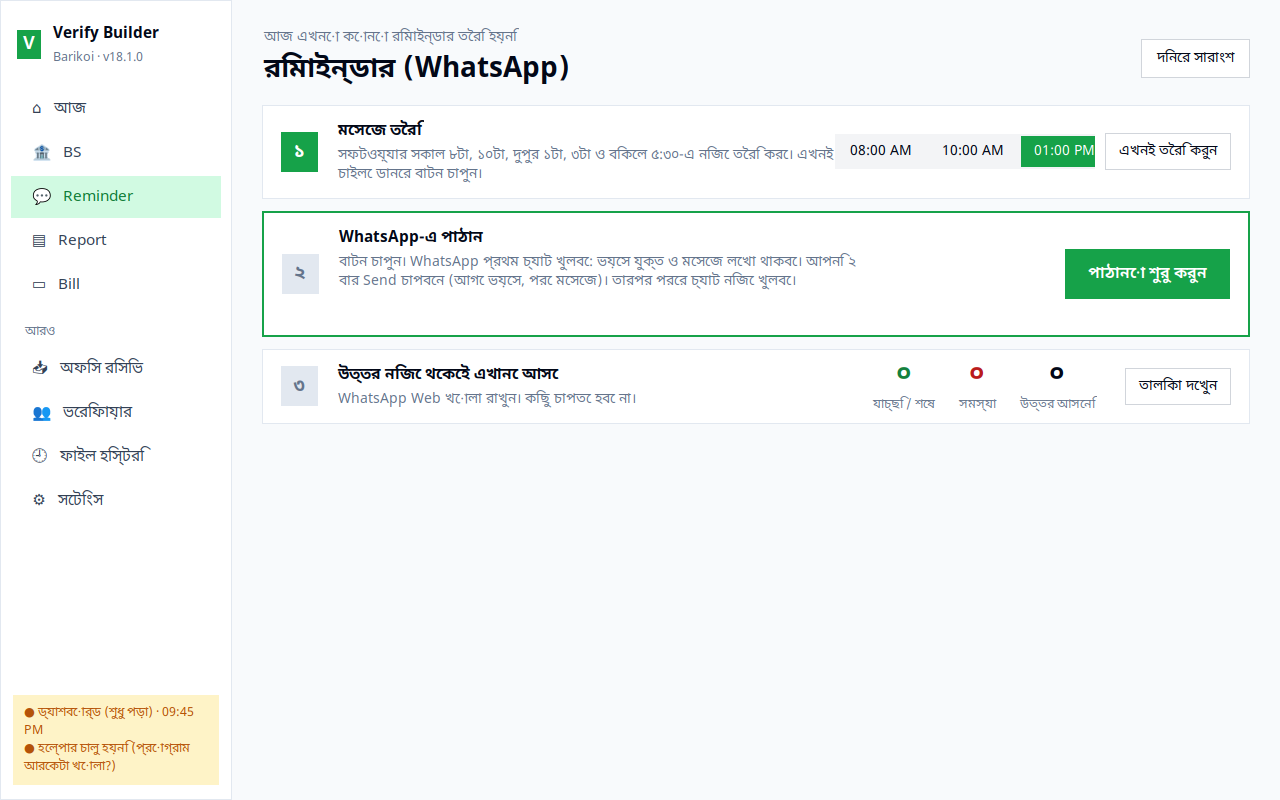 V
Verify Builder
Barikoi · v18.1.0
⌂ আজ
🏦 BS
💬 Reminder
▤ Report
▭ Bill
আরও
📥 অফিস রিসিভ
👥 ভেরিফায়ার
🕘 ফাইল হিস্টরি
⚙ সেটিংস
● ড্যাশবোর্ড (শুধু পড়া) · 09:45
PM
● হেল্পার চালু হয়নি (প্রোগ্রাম
আরেকটা খোলা?)
আজ এখনো কোনো রিমাইন্ডার তৈরি হয়নি
রিমাইন্ডার (WhatsApp)
দিনের সারাংশ
১
মেসেজ তৈরি
সফটওয়্যার সকাল ৮টা, ১০টা, দুপুর ১টা, ৩টা ও বিকেল ৫:৩০-এ নিজে তৈরি করে। এখনই
চাইলে ডানের বাটন চাপুন।
08:00 AM
10:00 AM
01:00 PM
এখনই তৈরি করুন
২
WhatsApp-এ পাঠান
বাটন চাপুন। WhatsApp প্রথম চ্যাট খুলবে: ভয়েস যুক্ত ও মেসেজ লেখা থাকবে। আপনি ২
বার Send চাপবেন (আগে ভয়েস, পরে মেসেজ)। তারপর পরের চ্যাট নিজে খুলবে।
পাঠানো শুরু করুন
৩
উত্তর নিজে থেকেই এখানে আসে
WhatsApp Web খোলা রাখুন। কিছু চাপতে হবে না।
০
যাচ্ছি / শেষ
০
সমস্যা
০
উত্তর আসেনি
তালিকা দেখুন